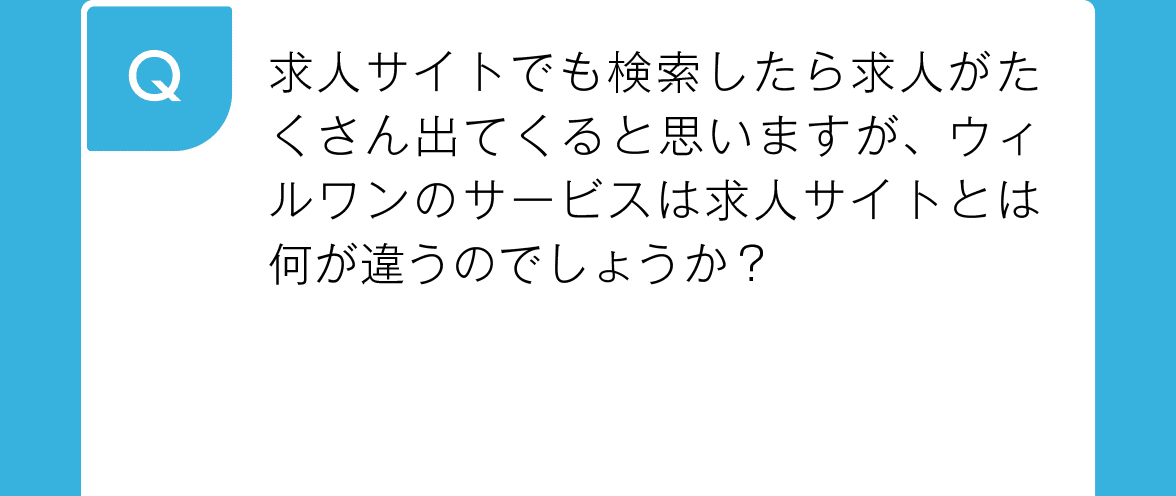 Q
求人サイトでも検索したら求人がた
くさん出てくると思いますが、ウィ
ルワンのサービスは求人サイトとは
何が違うのでしょうか？